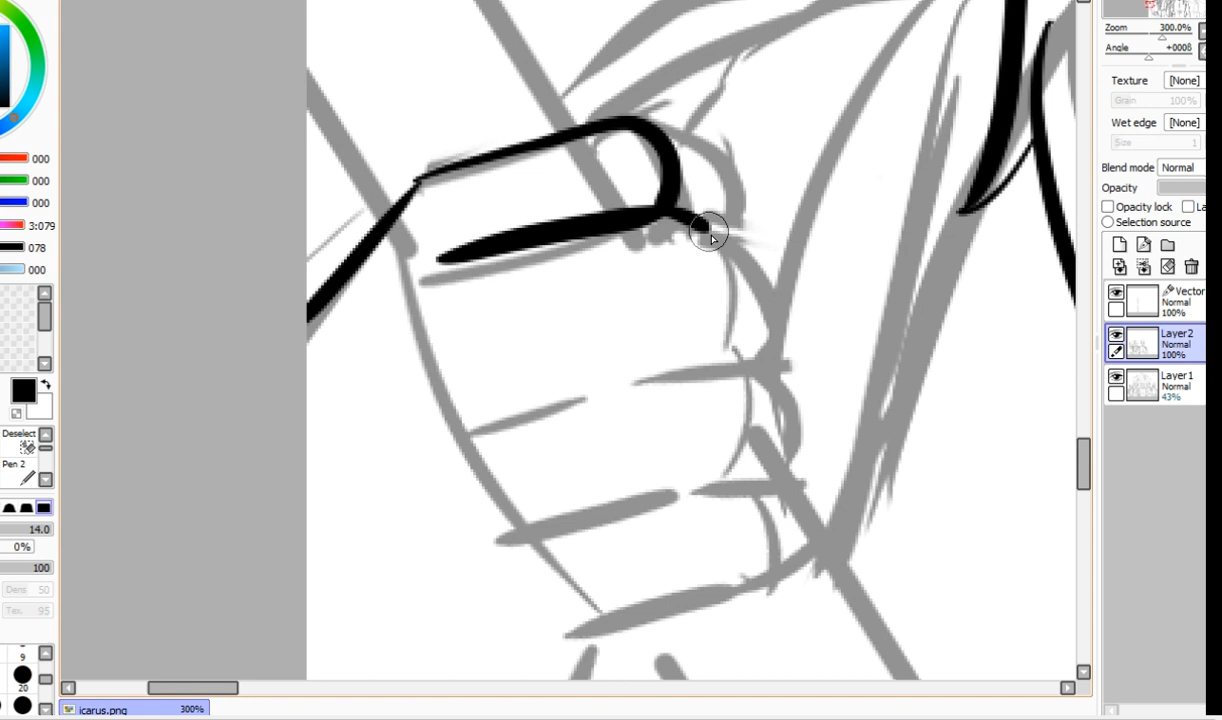 000
000
000
3:079
078
000
Deselect
Pen 2
14.0
0%
100
Dens 50
Tex. 95
9
20
icarus.png 300%
Zoom 300.0%
Angle +000ß
Texture [None]
Grain 100%
Wet edge [None]
Size 1
Blend mode Normal
Opacity
Opacity lock La
Selection source
Vector
Normal
100%
Layer2
Normal
100%
Layer1
Normal
43%